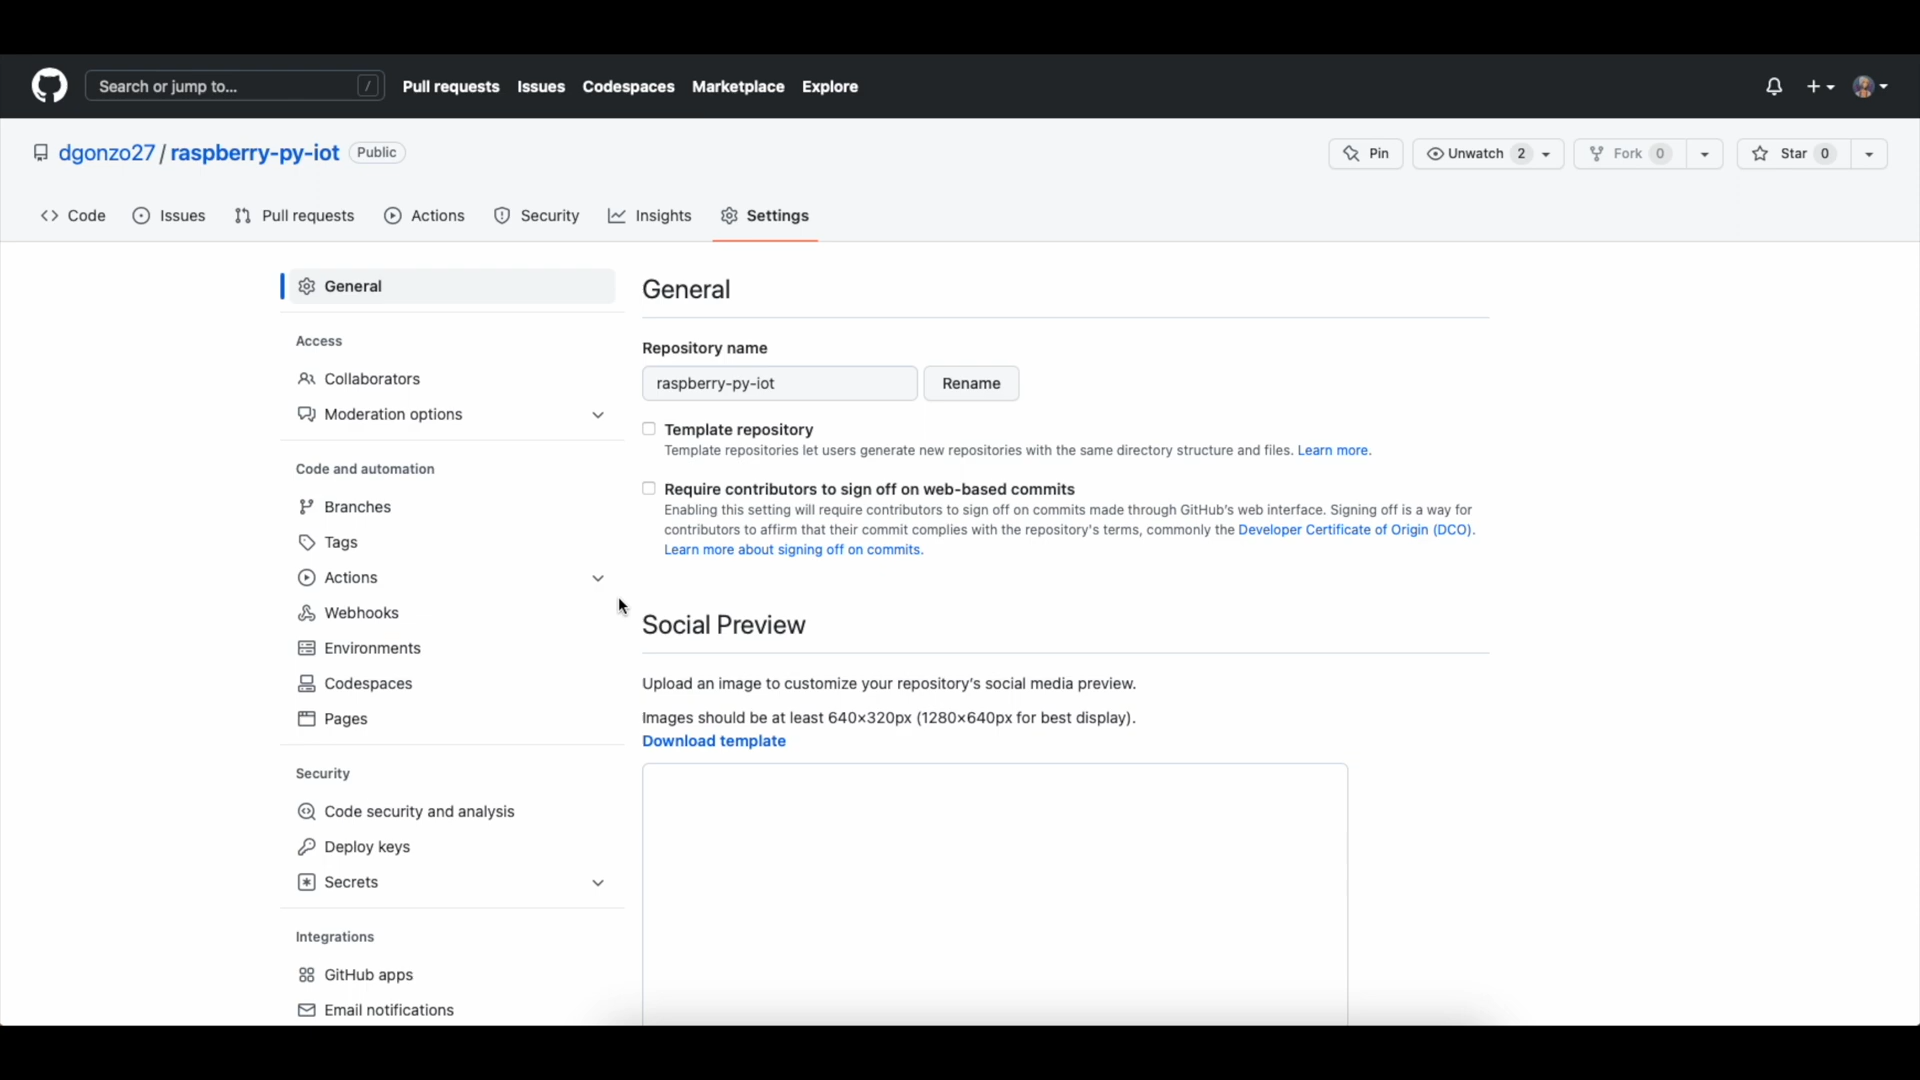 Search or jump to... /
Pull requests Issues Codespaces Marketplace Explore
dgonzo27 / raspberry-py-iot Public
Pin
Unwatch 2
Fork 0
Star 0
Code Issues Pull requests Actions Security Insights Settings
General
Access
Collaborators
Moderation options
Code and automation
Branches
Tags
Actions
Webhooks
Environments
Codespaces
Pages
Security
Code security and analysis
Deploy keys
Secrets
Integrations
GitHub apps
Email notifications
General
Repository name
raspberry-py-iot Rename
Template repository
Template repositories let users generate new repositories with the same directory structure and files. Learn more.
Require contributors to sign off on web-based commits
Enabling this setting will require contributors to sign off on commits made through GitHub's web interface. Signing off is a way for
contributors to affirm that their commit complies with the repository's terms, commonly the Developer Certificate of Origin (DCO).
Learn more about signing off on commits.
Social Preview
Upload an image to customize your repository's social media preview.
Images should be at least 640×320px (1280×640px for best display).
Download template